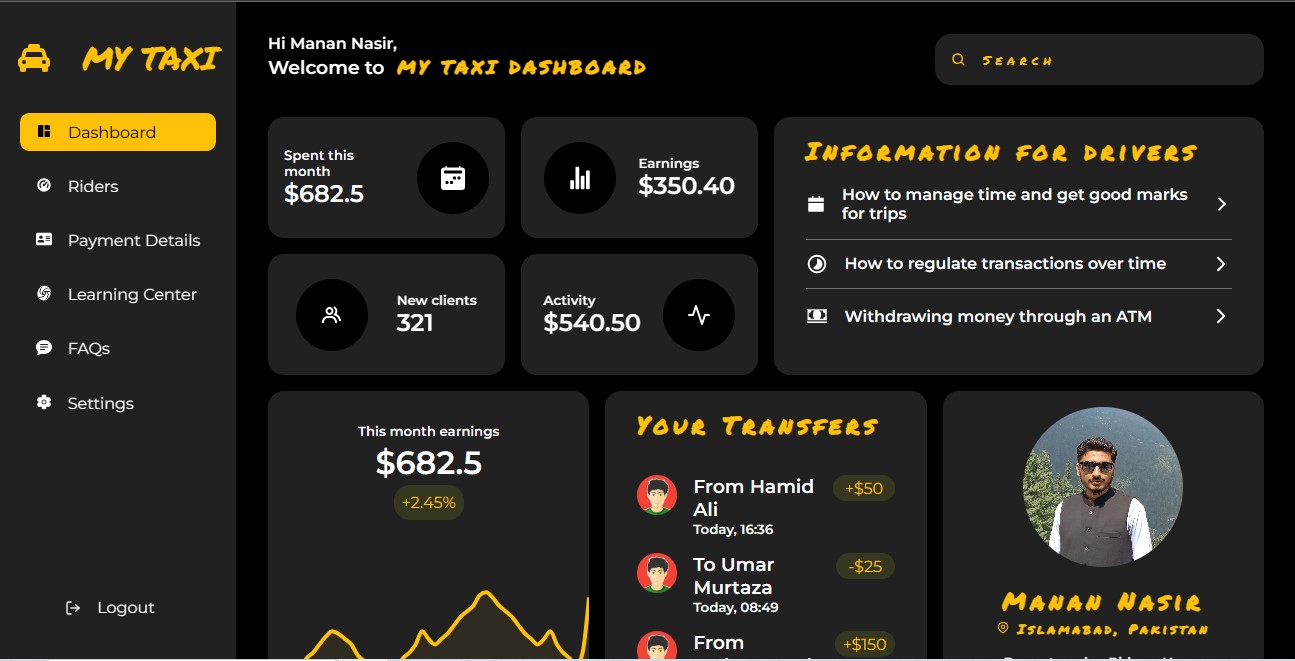 MY TAXI
Dashboard
Riders
Payment Details
Learning Center
FAQs
Settings
Logout
Hi Manan Nasir,
Welcome to MY TAXI DASHBOARD
Search
Spent this
month
$682.5
Earnings
$350.40
New clients
321
Activity
$540.50
Information for drivers
How to manage time and get good marks
for trips
How to regulate transactions over time
Withdrawing money through an ATM
This month earnings
$682.5
+2.45%
Your Transfers
From Hamid
Ali
Today, 16:36
+$50
To Umar
Murtaza
Today, 08:49
-$25
From
+$150
Manan Nasir
Islamabad, Pakistan